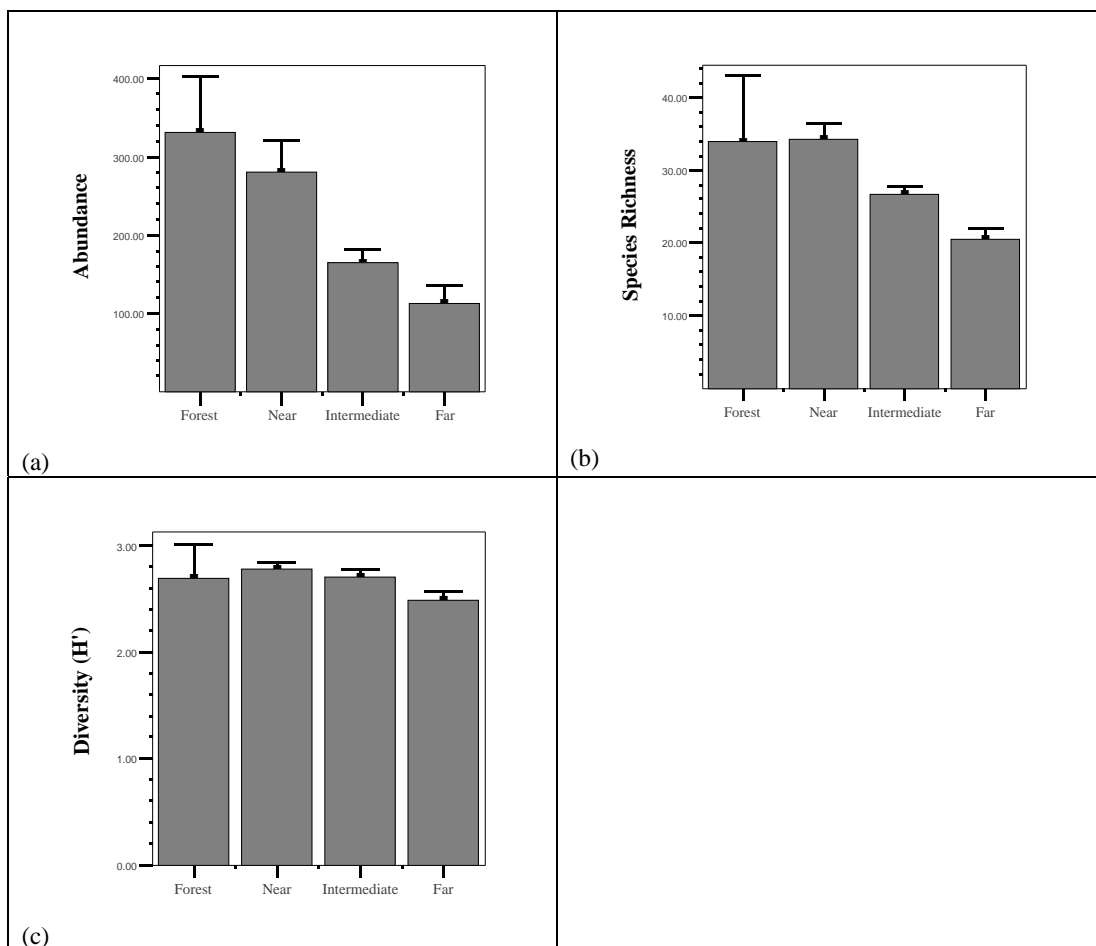 Abundance
400.00
300.00
200.00
100.00
Forest Near Intermediate Far
(a)
Species Richness
40.00
30.00
20.00
10.00
Forest Near Intermediate Far
(b)
Diversity (H')
3.00
2.00
1.00
0.00
Forest Near Intermediate Far
(c)